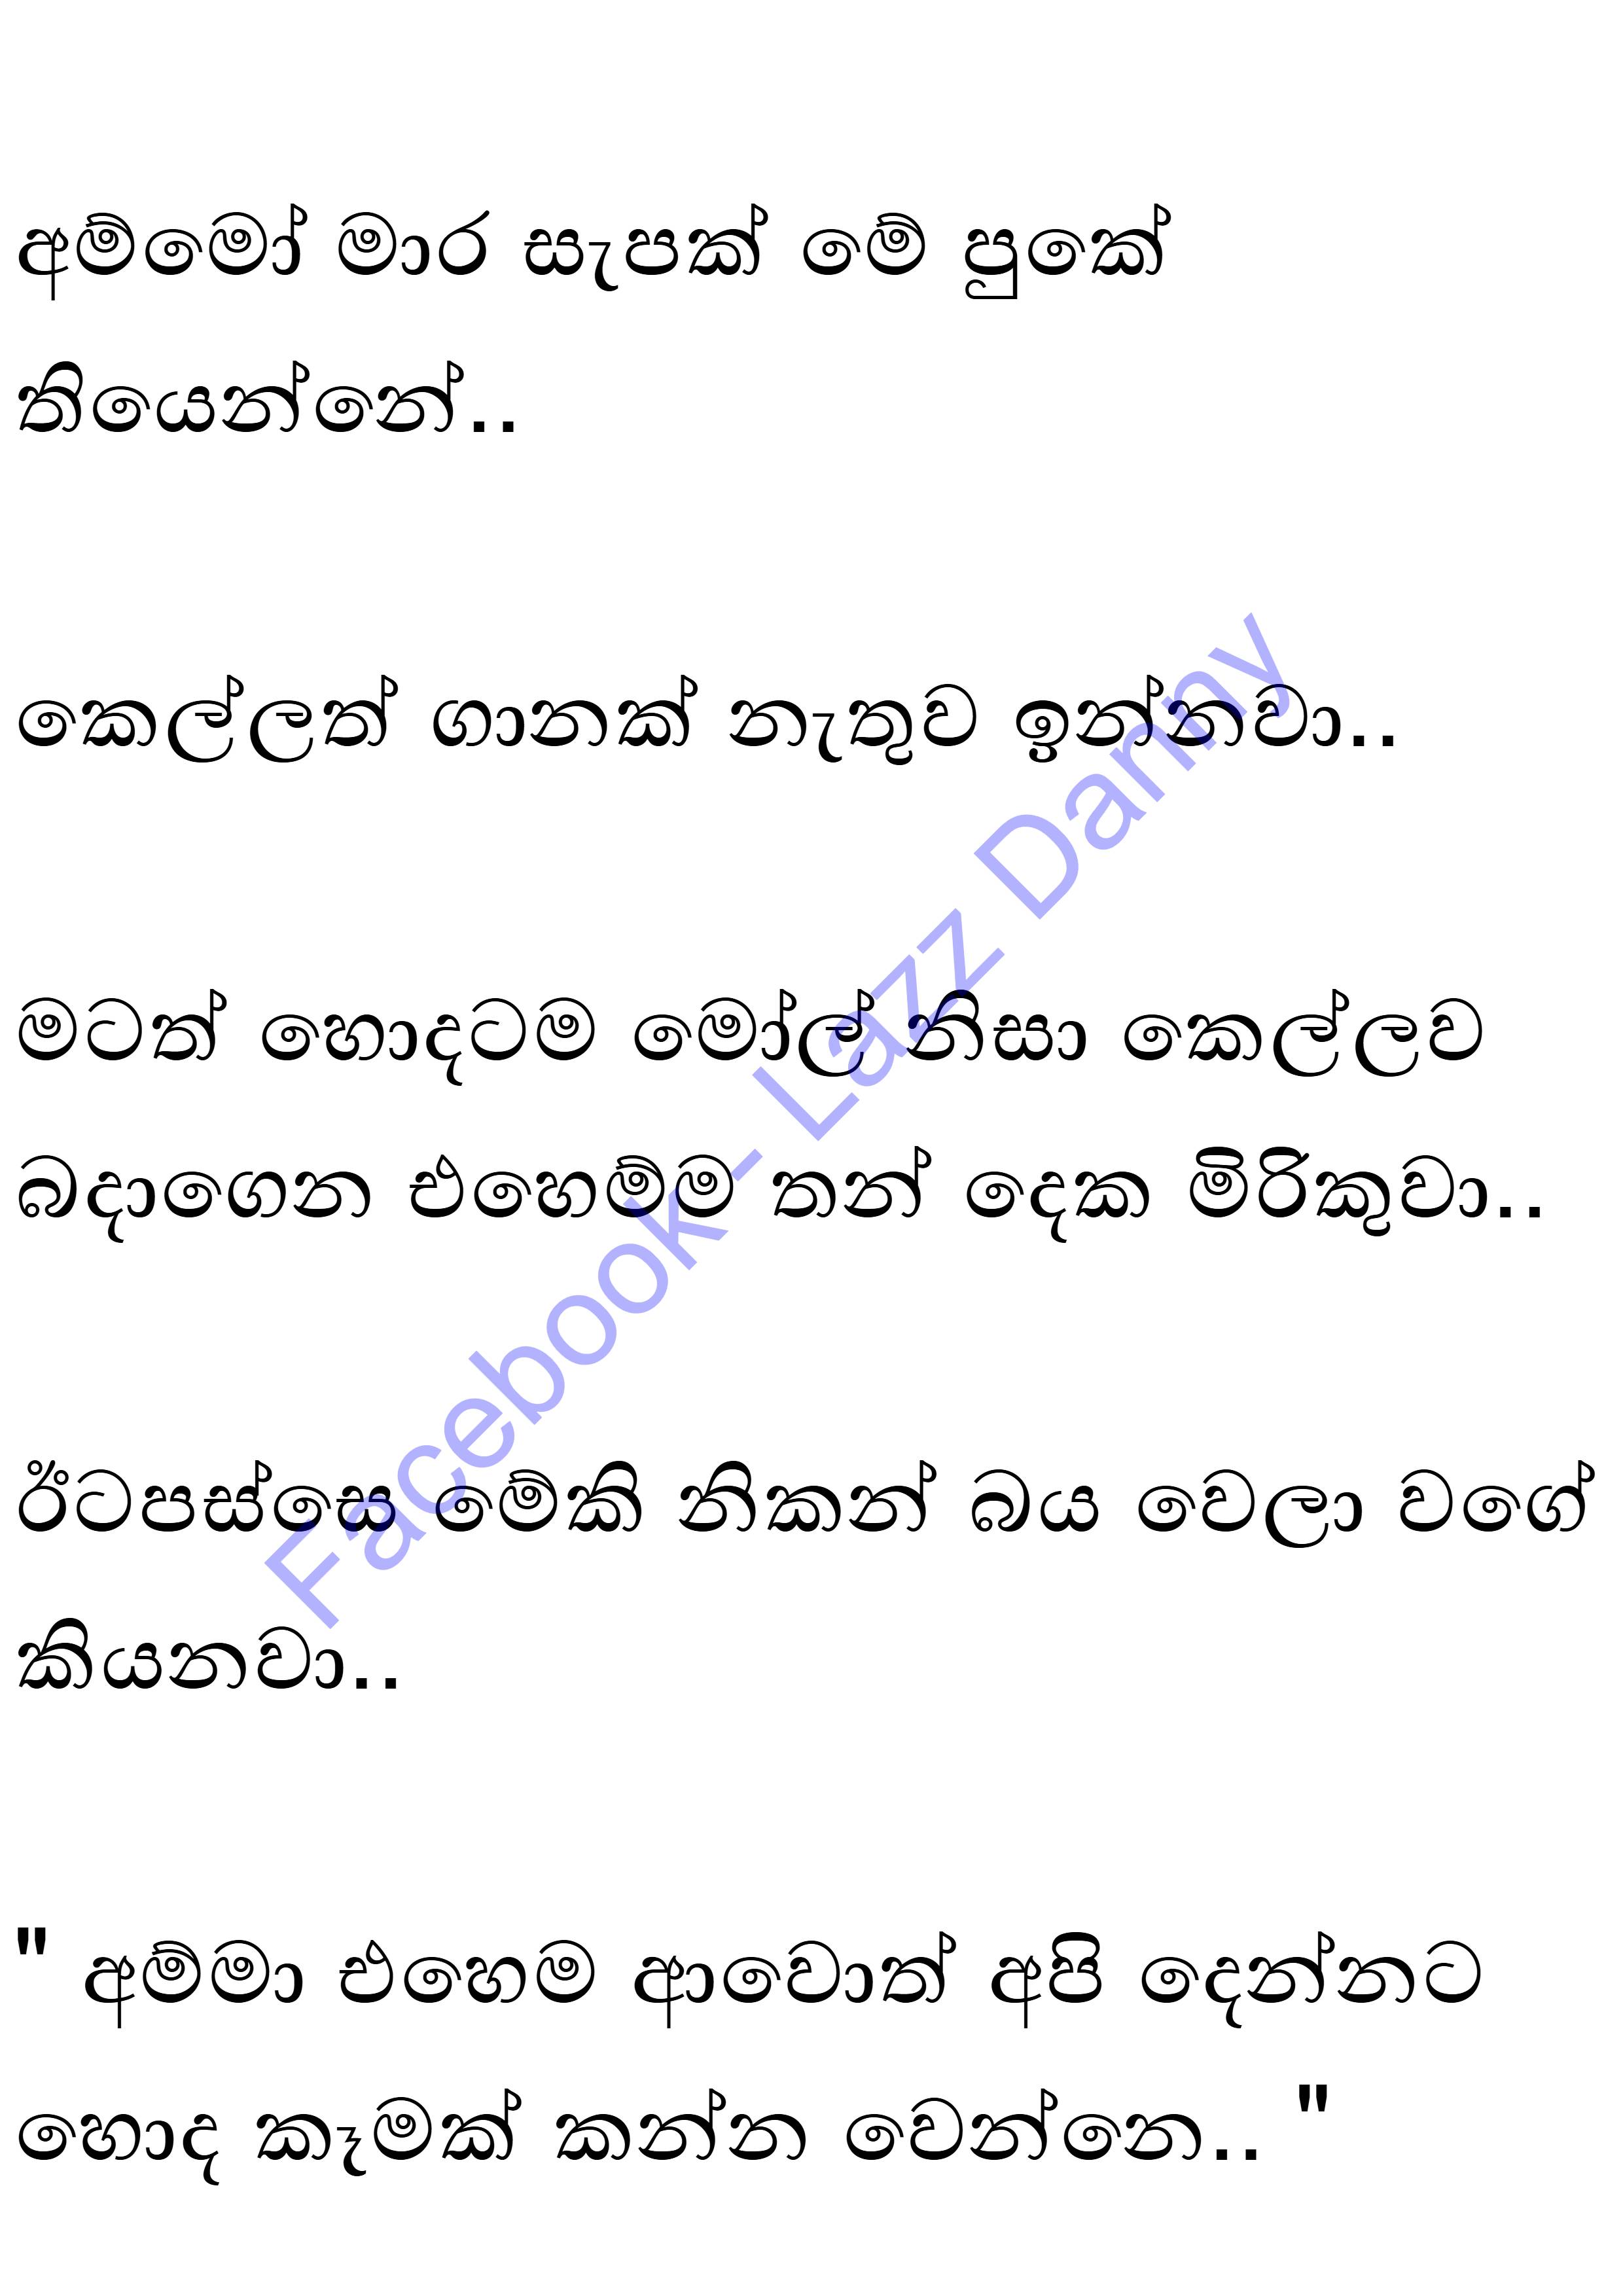 අම්මෝ මාර සැපක් මේ පුකේ
තියෙන්නේ..
කෙල්ලත් ගානක් නැතුව ඉන්නවා..
මටත් හොදටම මෝල් නිසා කෙල්ලව
බදාගෙන එහෙම්ම තන් දෙක මිරිකුවා..
ඊටපස්සෙ මේකි නිකන් බය වෙලා වගේ
කියනවා..
" අම්මා එහෙම ආවොත් අපි දෙන්නට
හොද කෑමක් කන්න වෙන්නෙ.. "
Facebook- Lazz Danny